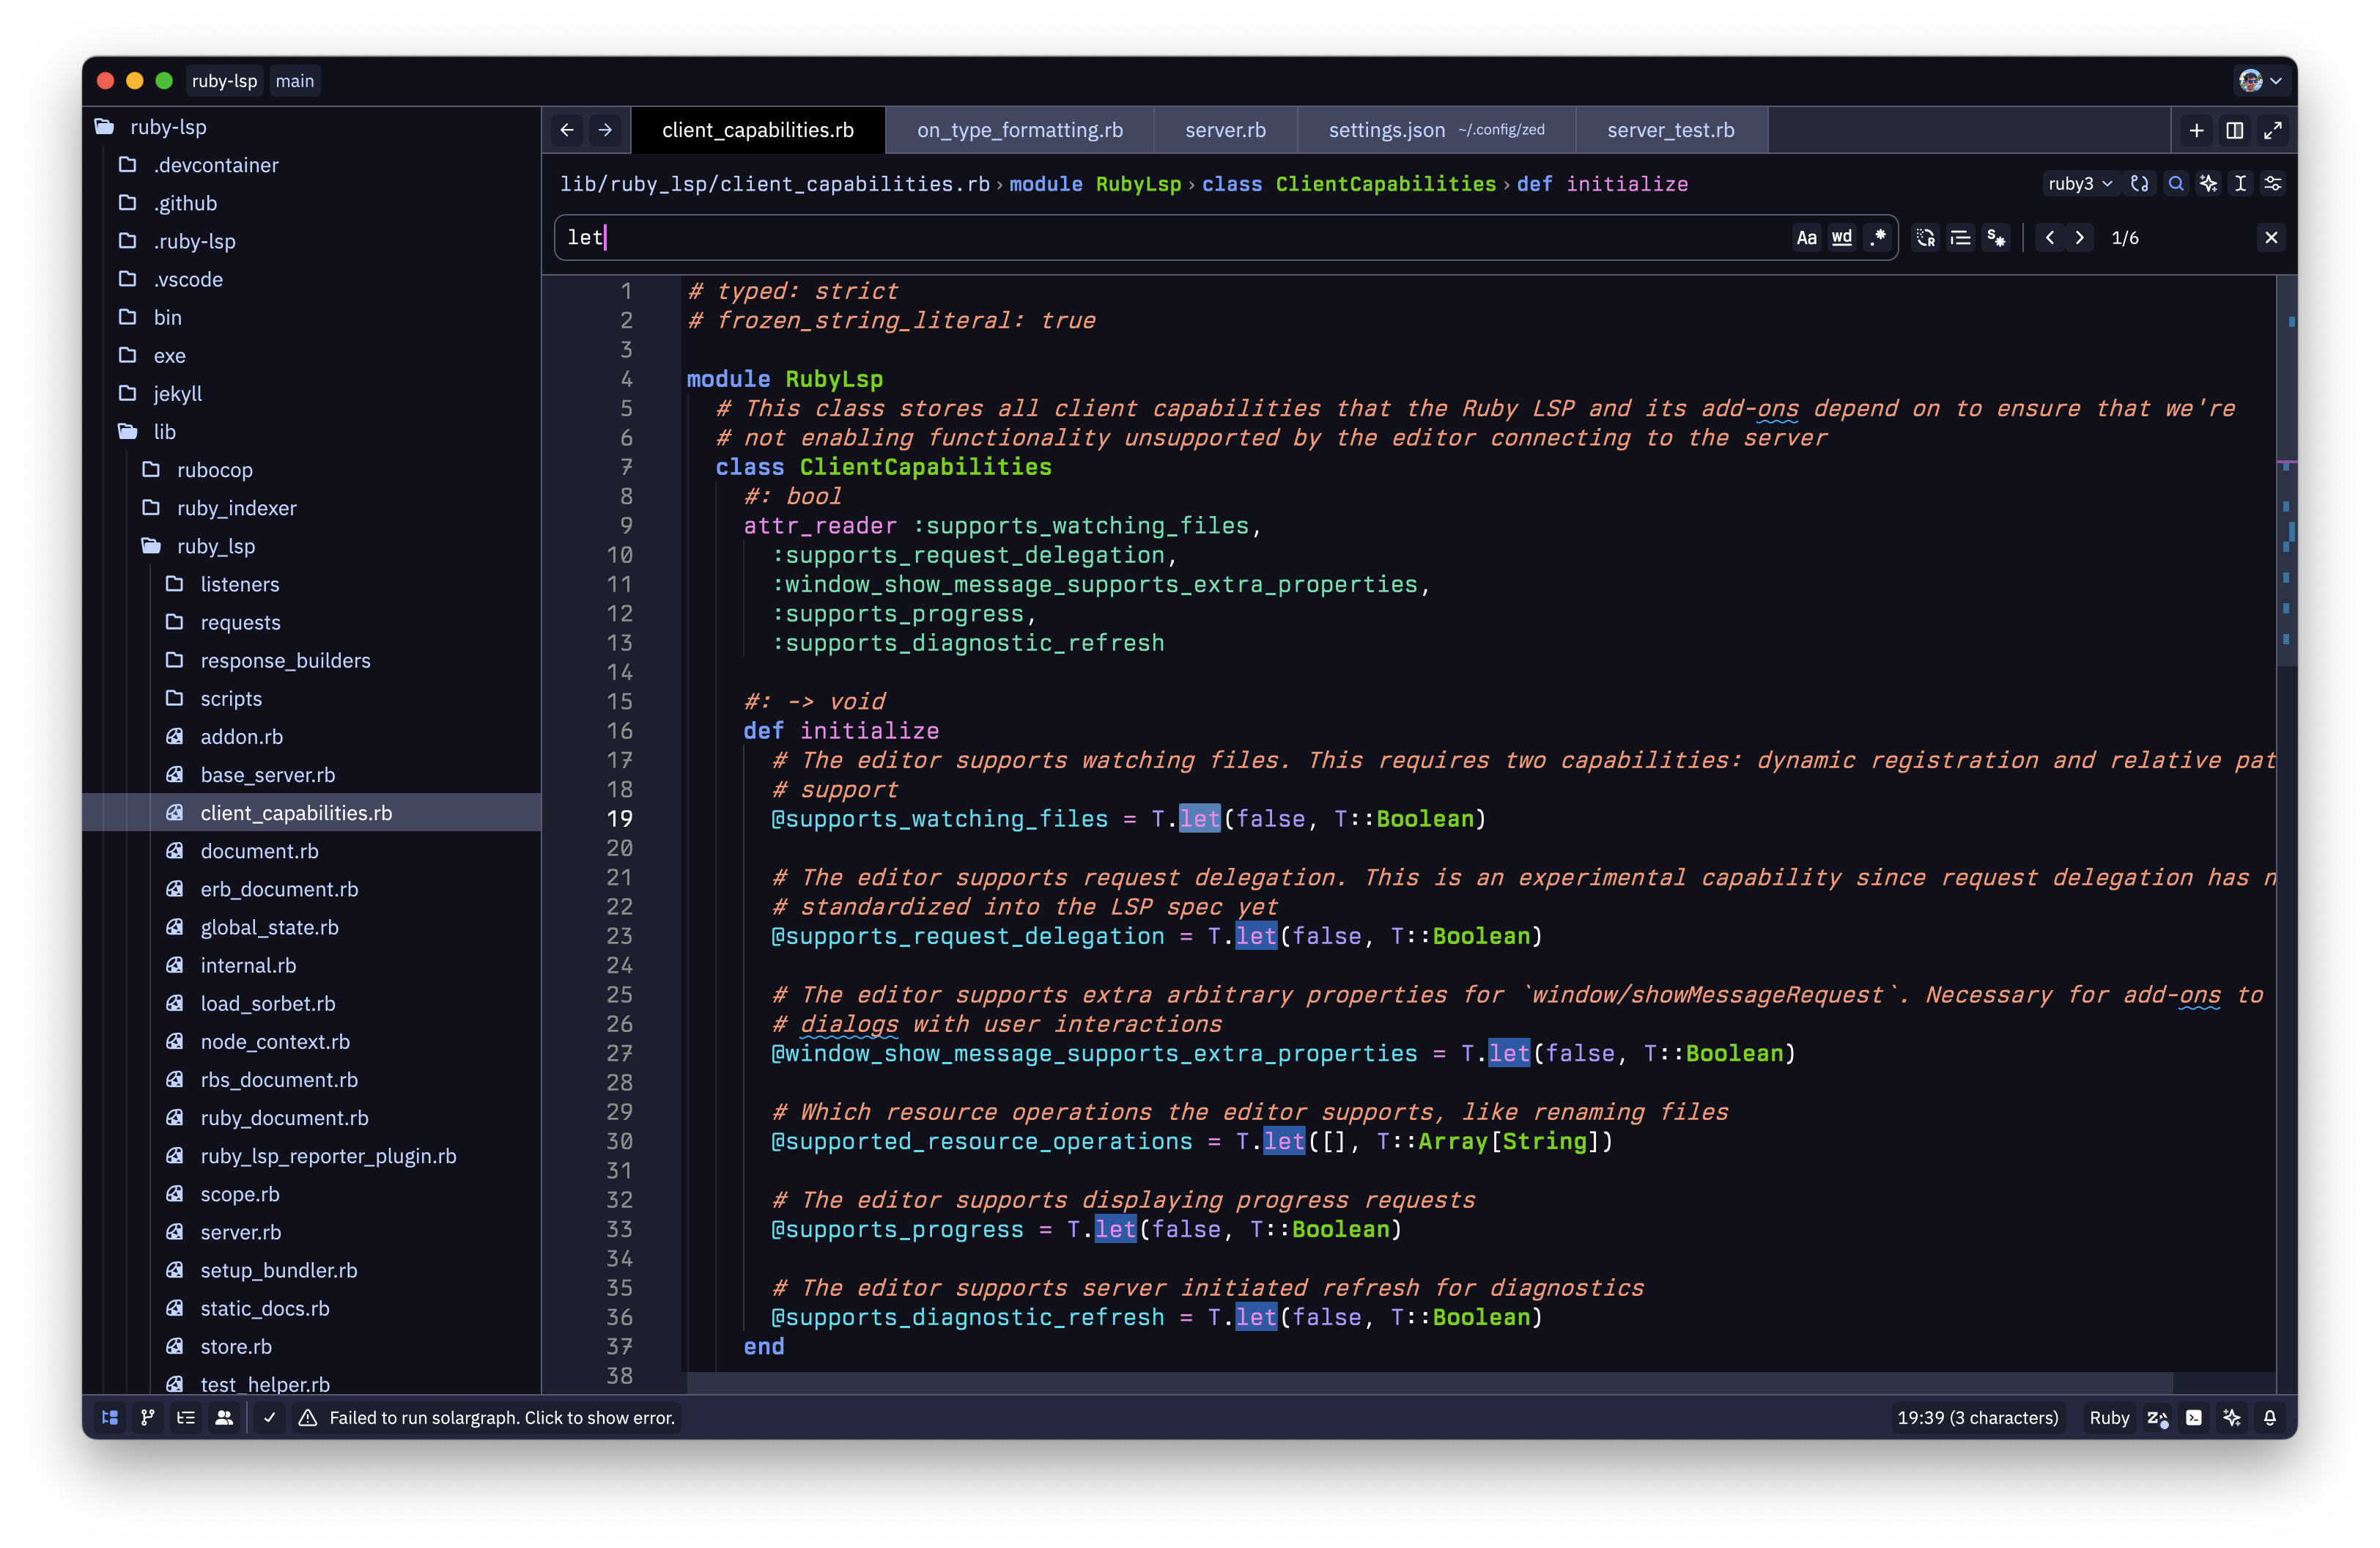 ruby-lsp main
ruby-lsp
.devcontainer
.github
.ruby-lsp
.vscode
bin
exe
jekyll
lib
rubocop
ruby_indexer
ruby_lsp
listeners
requests
response_builders
scripts
addon.rb
base_server.rb
client_capabilities.rb
document.rb
erb_document.rb
global_state.rb
internal.rb
load_sorbet.rb
node_context.rb
rbs_document.rb
ruby_document.rb
ruby_lsp_reporter_plugin.rb
scope.rb
server.rb
setup_bundler.rb
static_docs.rb
store.rb
test_helper.rb
client_capabilities.rb on_type_formatting.rb server.rb settings.json ~/.config/zed server_test.rb
lib/ruby_lsp/client_capabilities.rb › module RubyLsp › class ClientCapabilities › def initialize ruby3
let Aa wd .* 1/6
1 # typed: strict
2 # frozen_string_literal: true
3
4 module RubyLsp
5 # This class stores all client capabilities that the Ruby LSP and its add-ons depend on to ensure that we're
6 # not enabling functionality unsupported by the editor connecting to the server
7 class ClientCapabilities
8 #: bool
9 attr_reader :supports_watching_files,
10 :supports_request_delegation,
11 :window_show_message_supports_extra_properties,
12 :supports_progress,
13 :supports_diagnostic_refresh
14
15 #: -> void
16 def initialize
17 # The editor supports watching files. This requires two capabilities: dynamic registration and relative pat
18 # support
19 @supports_watching_files = T.let(false, T::Boolean)
20
21 # The editor supports request delegation. This is an experimental capability since request delegation has n
22 # standardized into the LSP spec yet
23 @supports_request_delegation = T.let(false, T::Boolean)
24
25 # The editor supports extra arbitrary properties for `window/showMessageRequest`. Necessary for add-ons to
26 # dialogs with user interactions
27 @window_show_message_supports_extra_properties = T.let(false, T::Boolean)
28
29 # Which resource operations the editor supports, like renaming files
30 @supported_resource_operations = T.let([], T::Array[String])
31
32 # The editor supports displaying progress requests
33 @supports_progress = T.let(false, T::Boolean)
34
35 # The editor supports server initiated refresh for diagnostics
36 @supports_diagnostic_refresh = T.let(false, T::Boolean)
37 end
38
Failed to run solargraph. Click to show error. 19:39 (3 characters) Ruby